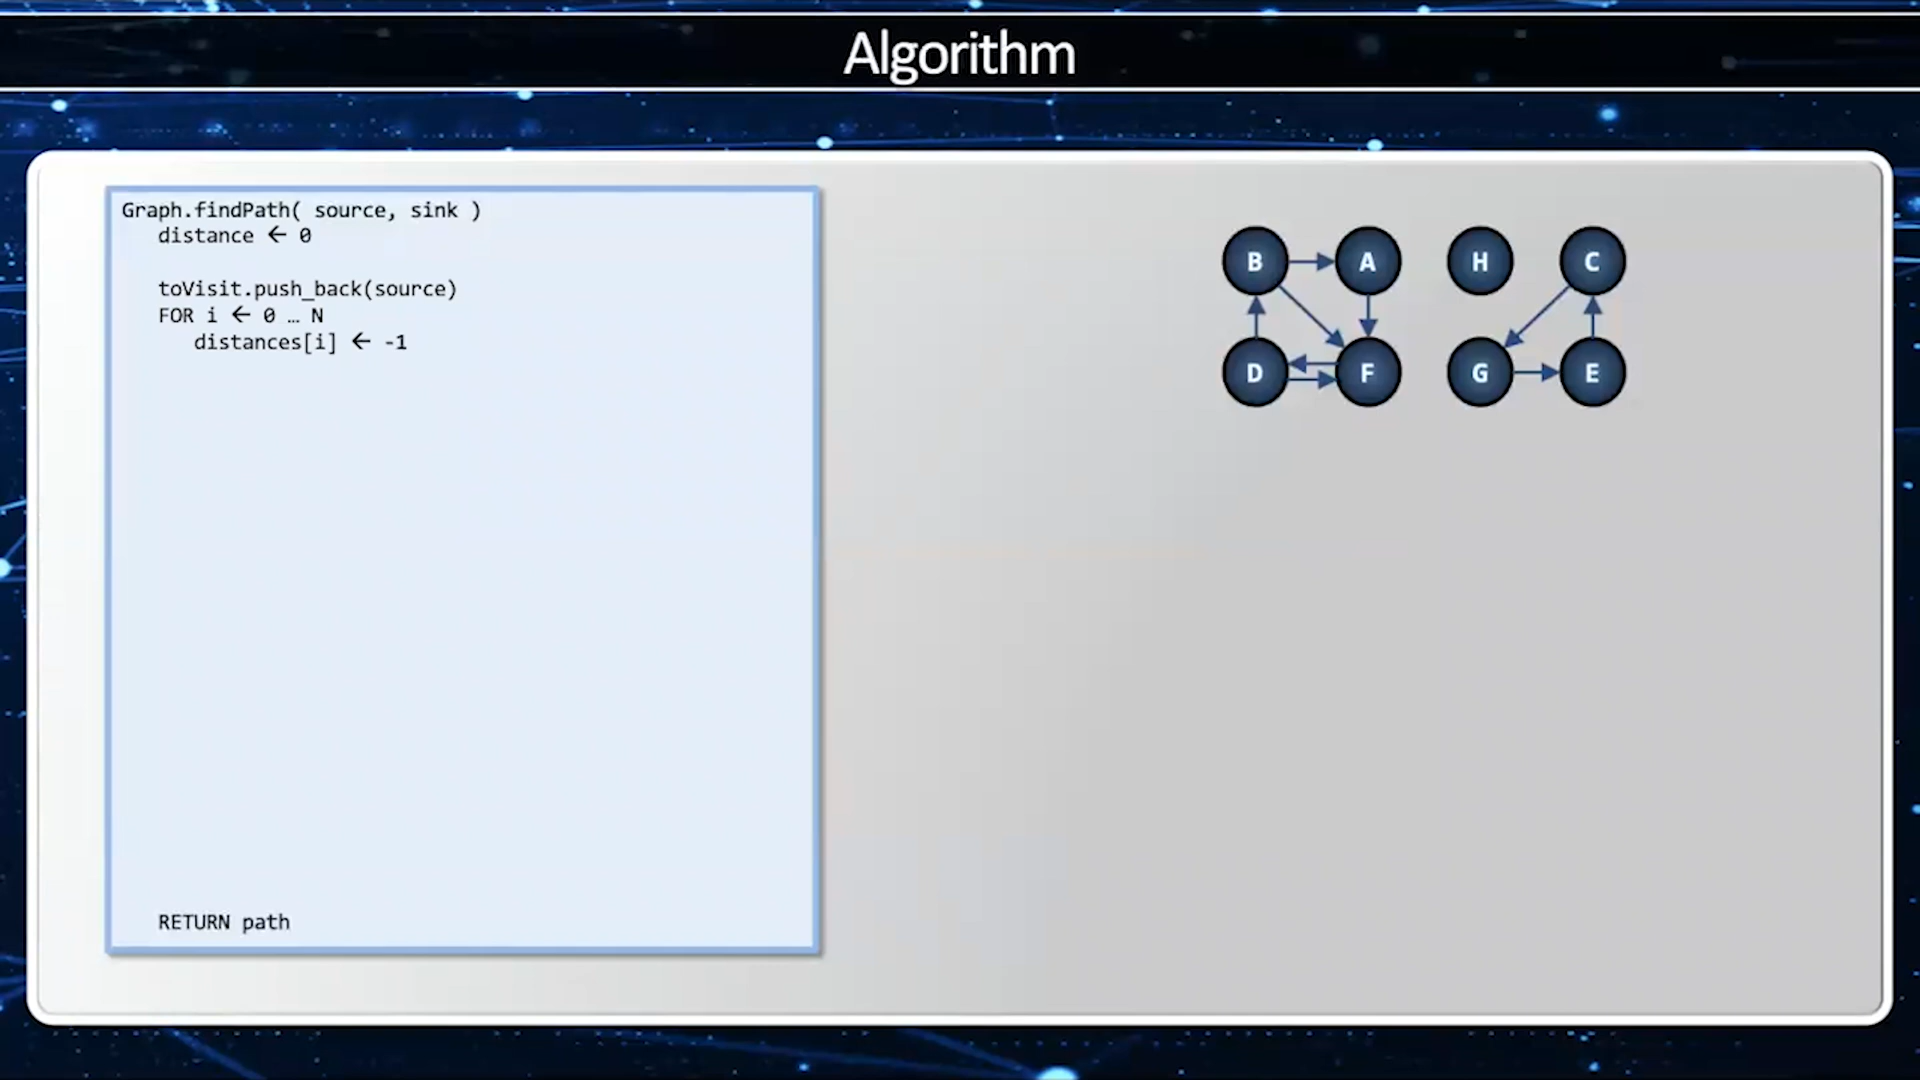 Algorithm
Graph.findPath( source, sink )
distance ← 0
toVisit.push_back(source)
FOR i ← 0 … N
distances[i] ← -1
RETURN path
B A H C
D F G E